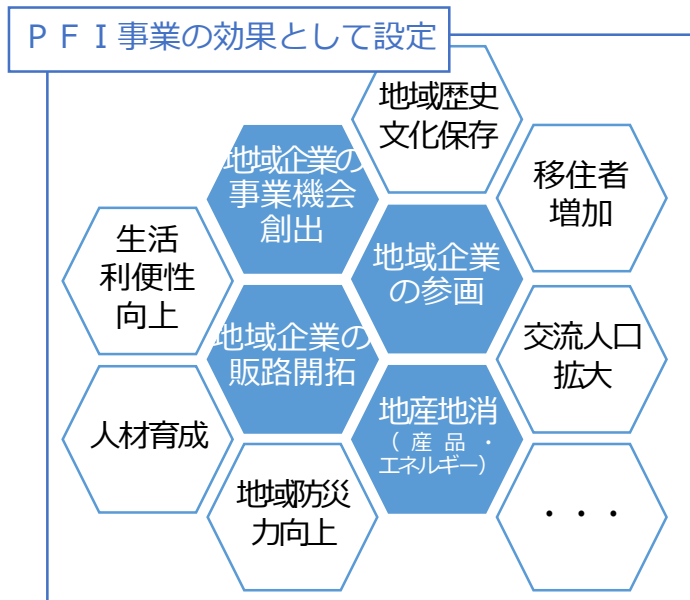 ＰＦＩ事業の効果として設定
地域歴史
文化保存
地域企業の
事業機会
創出
移住者
増加
生活
利便性
向上
地域企業
の参画
地域企業の
販路開拓
交流人口
拡大
人材育成
地産地消
（産品・
エネルギー）
地域防災
力向上
・・・